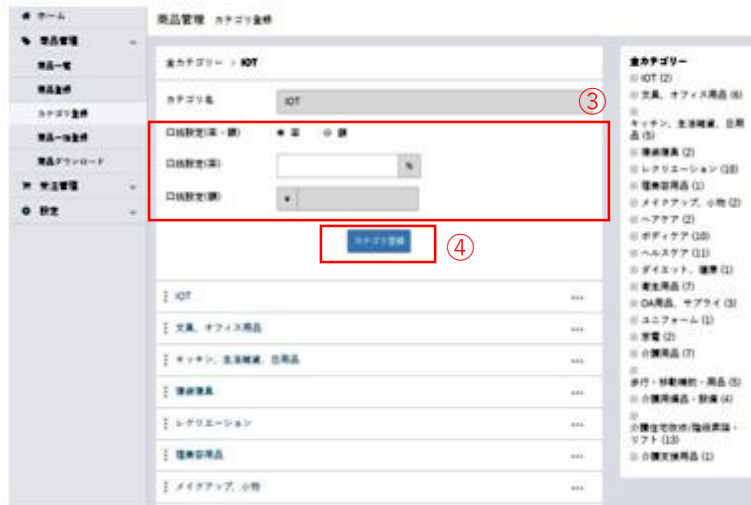 ホーム
商品管理
商品一覧
商品登録
カテゴリ登録
商品一括登録
商品ダウンロード
受注管理
設定
商品管理 カテゴリ登録
全カテゴリー > IOT
カテゴリ名 IOT
③
口銭設定(率・額) 率 額
口銭設定(率) %
口銭設定(額) ¥
カテゴリ登録
④
IOT
文具、オフィス用品
キッチン、生活雑貨、日用品
レクリエーション
理美容用品
メイクアップ、小物
全カテゴリー
IOT (2)
文具、オフィス用品 (6)
キッチン、生活雑貨、日用
品 (5)
レクリエーション (10)
理美容用品 (1)
メイクアップ、小物 (2)
ヘアケア (2)
ボディケア (10)
ヘルスケア (11)
ダイエット、健康 (1)
衛生用品 (7)
OA用品、サプライ (3)
ユニフォーム (1)
家電 (2)
介護用品 (7)
歩行・移動補助・用品 (5)
介護用備品・設備 (4)
介護住宅改修/階段昇降・
リフト (13)
介護支援用品 (1)